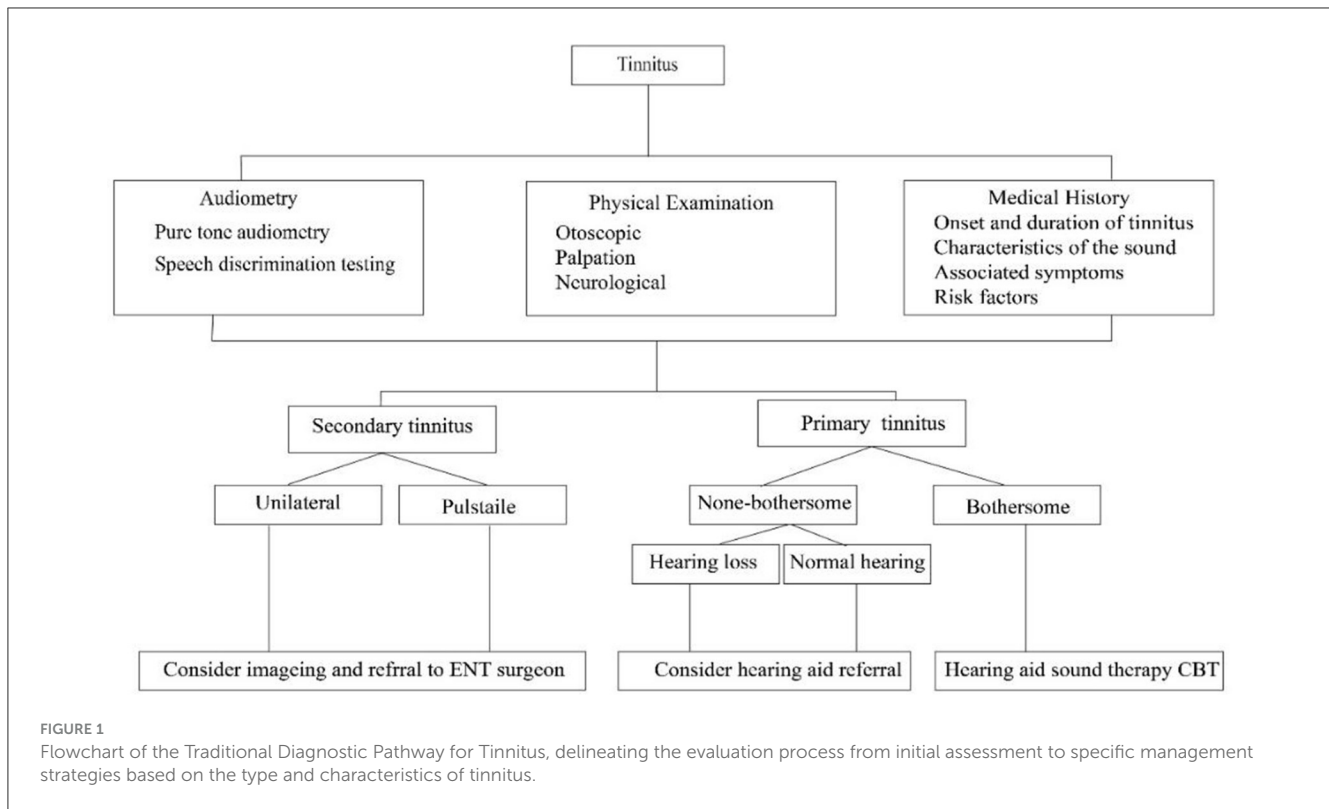 Tinnitus
Audiometry
Pure tone audiometry
Speech discrimination testing
Physical Examination
Otoscopic
Palpation
Neurological
Medical History
Onset and duration of tinnitus
Characteristics of the sound
Associated symptoms
Risk factors
Secondary tinnitus
Primary tinnitus
Unilateral
Pulstaile
None-bothersome
Bothersome
Hearing loss
Normal hearing
Consider imageing and refrral to ENT surgeon
Consider hearing aid referral
Hearing aid sound therapy CBT
FIGURE 1
Flowchart of the Traditional Diagnostic Pathway for Tinnitus, delineating the evaluation process from initial assessment to specific management
strategies based on the type and characteristics of tinnitus.